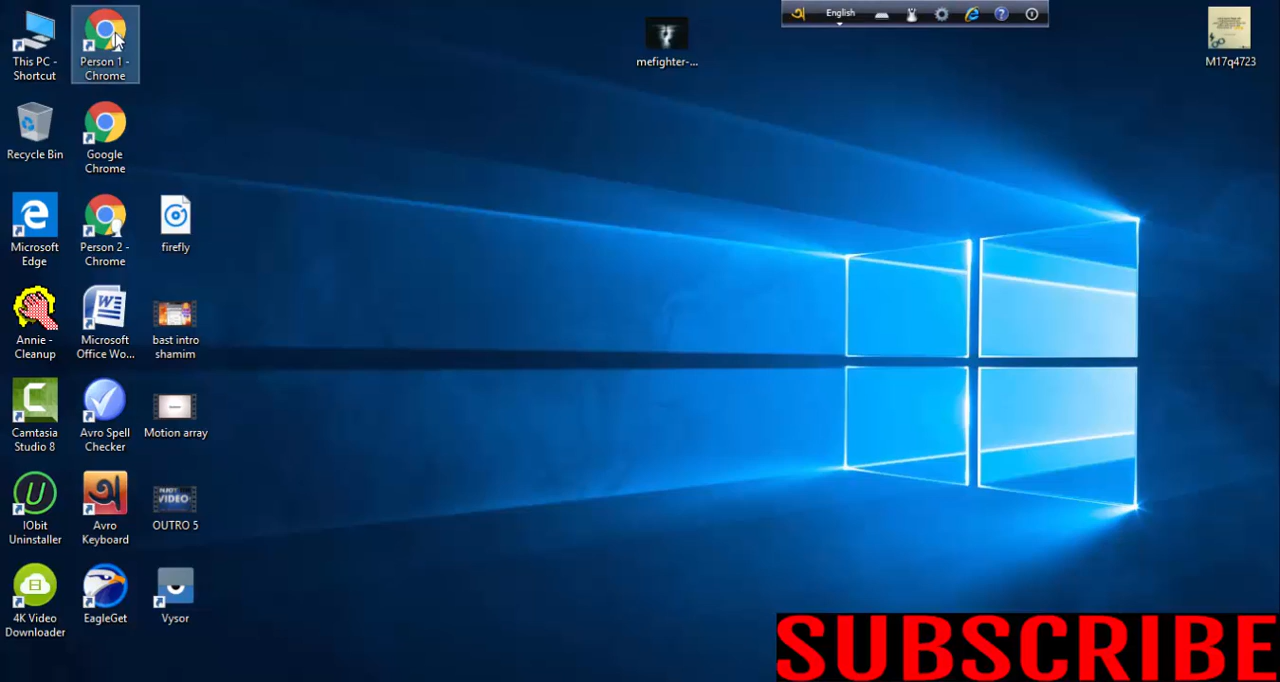 This PC -
Shortcut
Person 1 -
Chrome
mefighter-...
English
M17q4723
Recycle Bin
Google
Chrome
Microsoft
Edge
Person 2 -
Chrome
firefly
Annie -
Cleanup
Microsoft
Office Wo...
bast intro
shamim
Camtasia
Studio 8
Avro Spell
Checker
Motion array
IObit
Uninstaller
Avro
Keyboard
VIDEO
OUTRO 5
4K Video
Downloader
EagleGet
Vysor
SUBSCRIBE